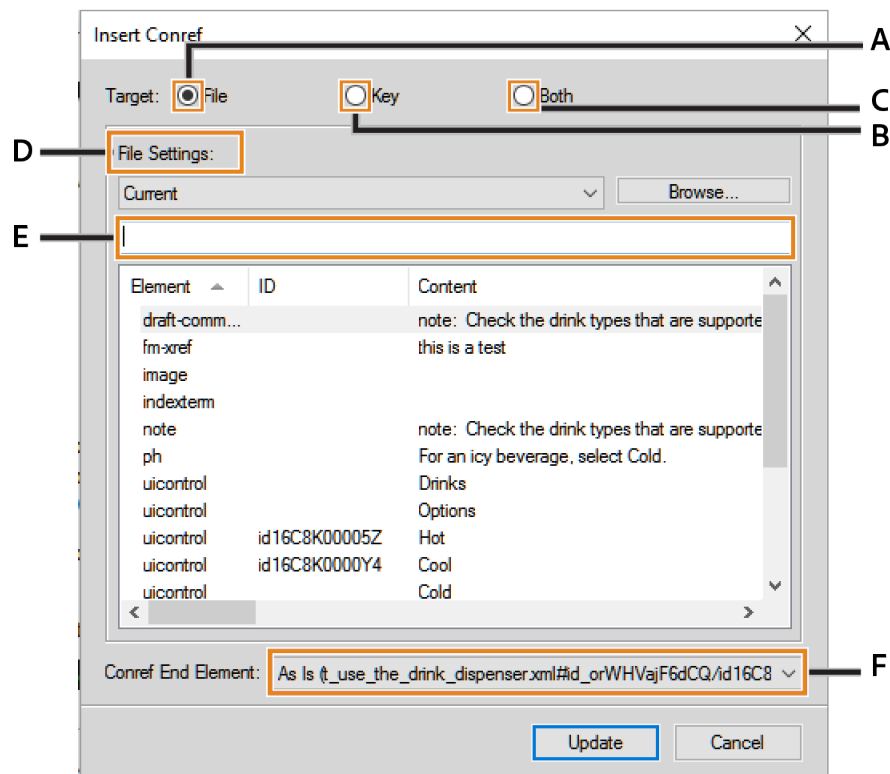 Insert Conref
A
Target: File Key Both
C
B
D
File Settings:
Current Browse...
E
Element ID Content
draft-comm... note: Check the drink types that are supporte
fm-xref this is a test
image
indexterm
note note: Check the drink types that are supporte
ph For an icy beverage, select Cold.
uicontrol Drinks
uicontrol Options
uicontrol id16C8K00005Z Hot
uicontrol id16C8K0000Y4 Cool
uicontrol Cold
Conref End Element: As Is (t_use_the_drink_dispenser.xml#id_orWHVajF6dCQ/id16C8
F
Update Cancel